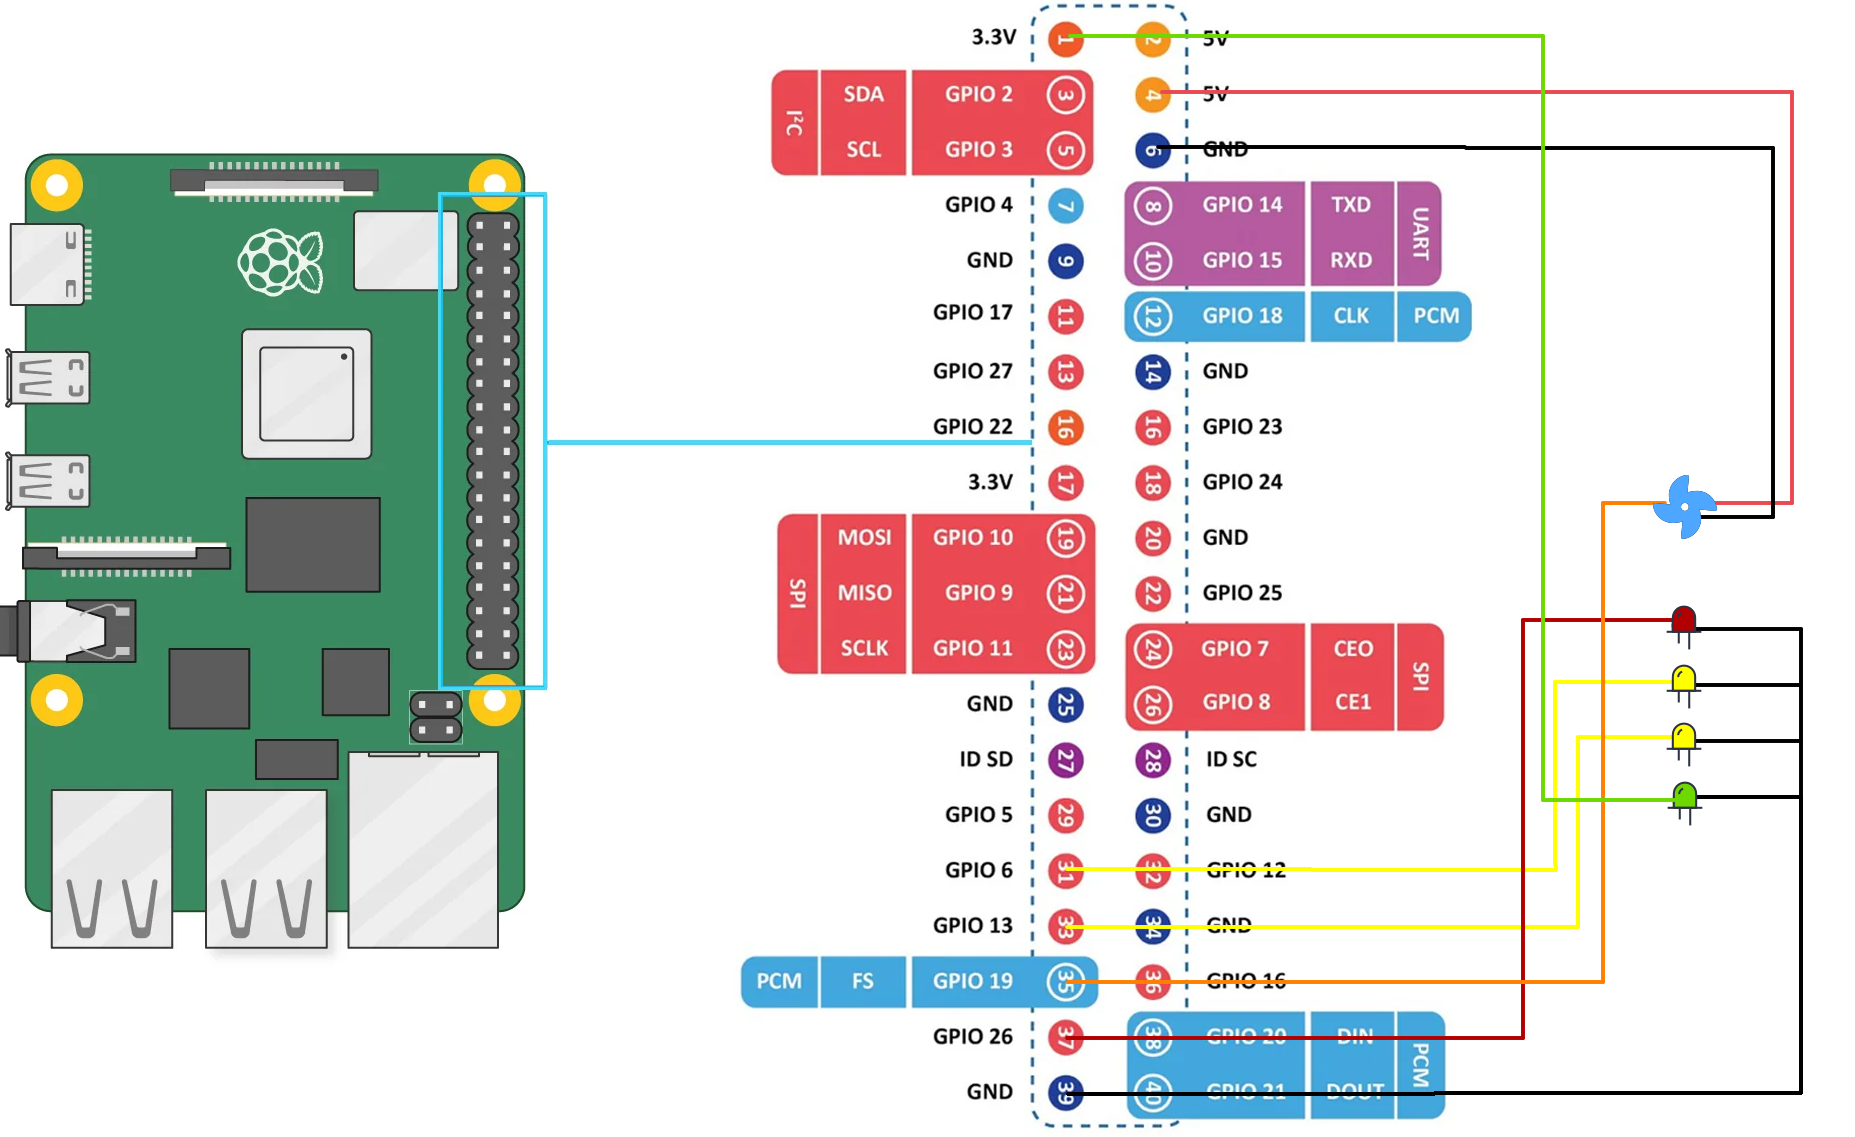 3.3V 1 2 5V
I²C SDA GPIO 2 3 4 5V
SCL GPIO 3 5 6 GND
GPIO 4 7 8 GPIO 14 TXD UART
GND 9 10 GPIO 15 RXD
GPIO 17 11 12 GPIO 18 CLK PCM
GPIO 27 13 14 GND
GPIO 22 16 16 GPIO 23
3.3V 17 18 GPIO 24
SPI MOSI GPIO 10 19 20 GND
MISO GPIO 9 21 22 GPIO 25
SCLK GPIO 11 23 24 GPIO 7 CEO SPI
GND 25 26 GPIO 8 CE1
ID SD 27 28 ID SC
GPIO 5 29 30 GND
GPIO 6 31 32 GPIO 12
GPIO 13 33 34 GND
PCM FS GPIO 19 35 36 GPIO 16
GPIO 26 37 38 GPIO 20 DIN PCM
GND 39 40 GPIO 21 DOUT